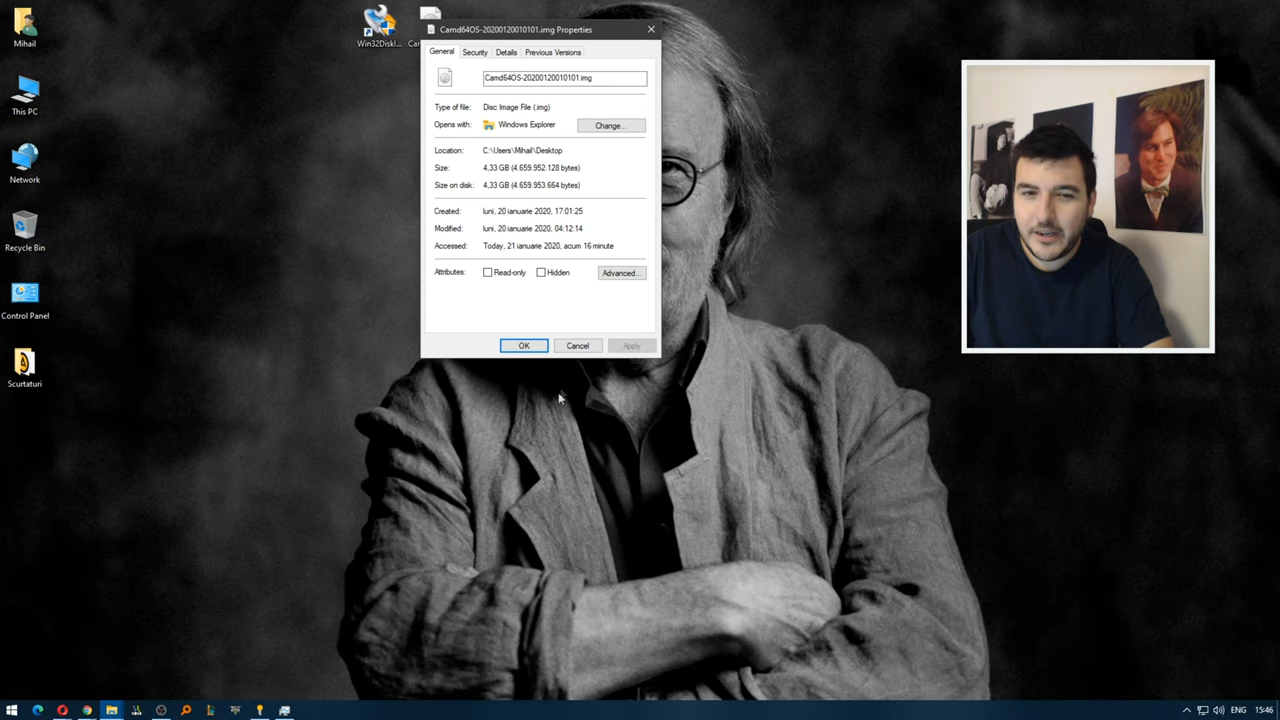 Mihail
This PC
Network
Recycle Bin
Control Panel
Scurtaturi
Win32DiskI...
Camd64OS-20200120010101.img Properties
General
Security
Details
Previous Versions
Camd64OS-20200120010101.img
Type of file: Disc Image File (.img)
Opens with: Windows Explorer
Change...
Location: C:\Users\Mihail\Desktop
Size: 4,33 GB (4.659.952.128 bytes)
Size on disk: 4,33 GB (4.659.953.664 bytes)
Created: luni, 20 ianuarie 2020, 17:01:25
Modified: luni, 20 ianuarie 2020, 04:12:14
Accessed: Today, 21 ianuarie 2020, acum 16 minute
Attributes: Read-only Hidden
Advanced...
OK
Cancel
Apply
ENG
15:46